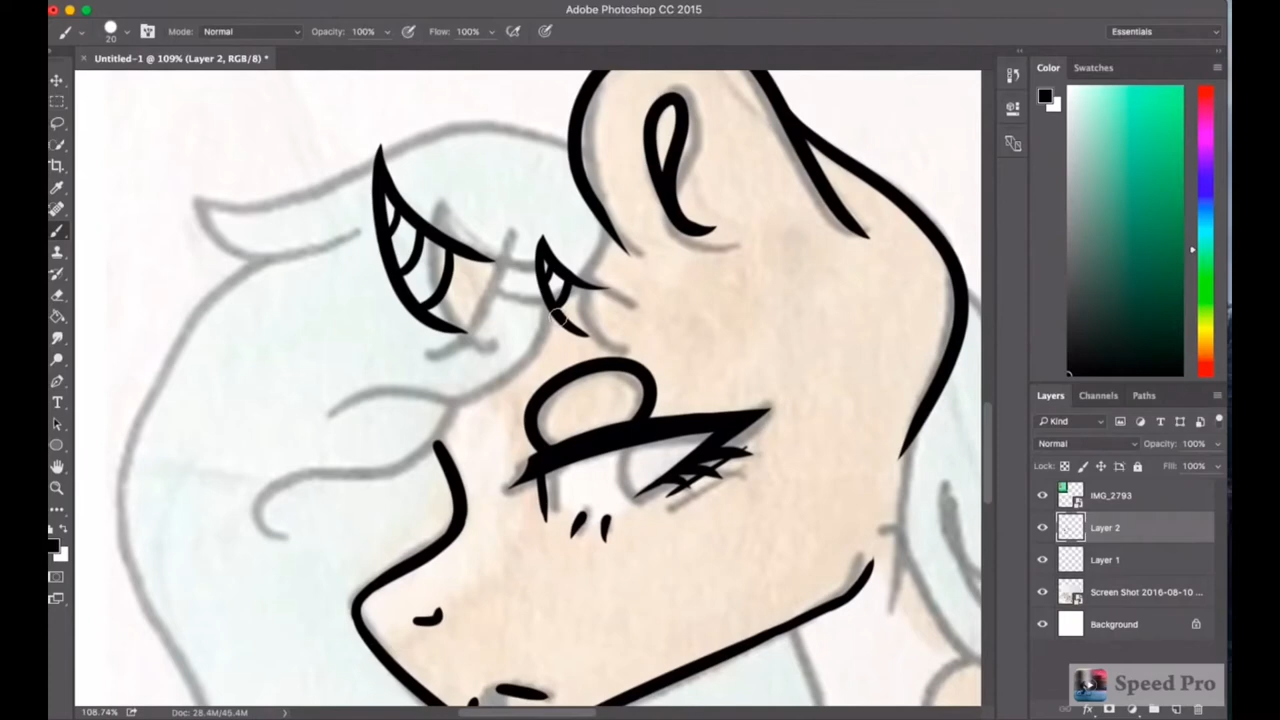 Adobe Photoshop CC 2015
20
Mode: Normal
Opacity: 100%
Flow: 100%
Essentials
Untitled-1 @ 109% (Layer 2, RGB/8) *
Color
Swatches
Layers
Channels
Paths
Kind
Normal
Opacity: 100%
Lock:
Fill: 100%
IMG_2793
Layer 2
Layer 1
Screen Shot 2016-08-10 ...
Background
Speed Pro
108.74%
Doc: 28.4M/45.4M